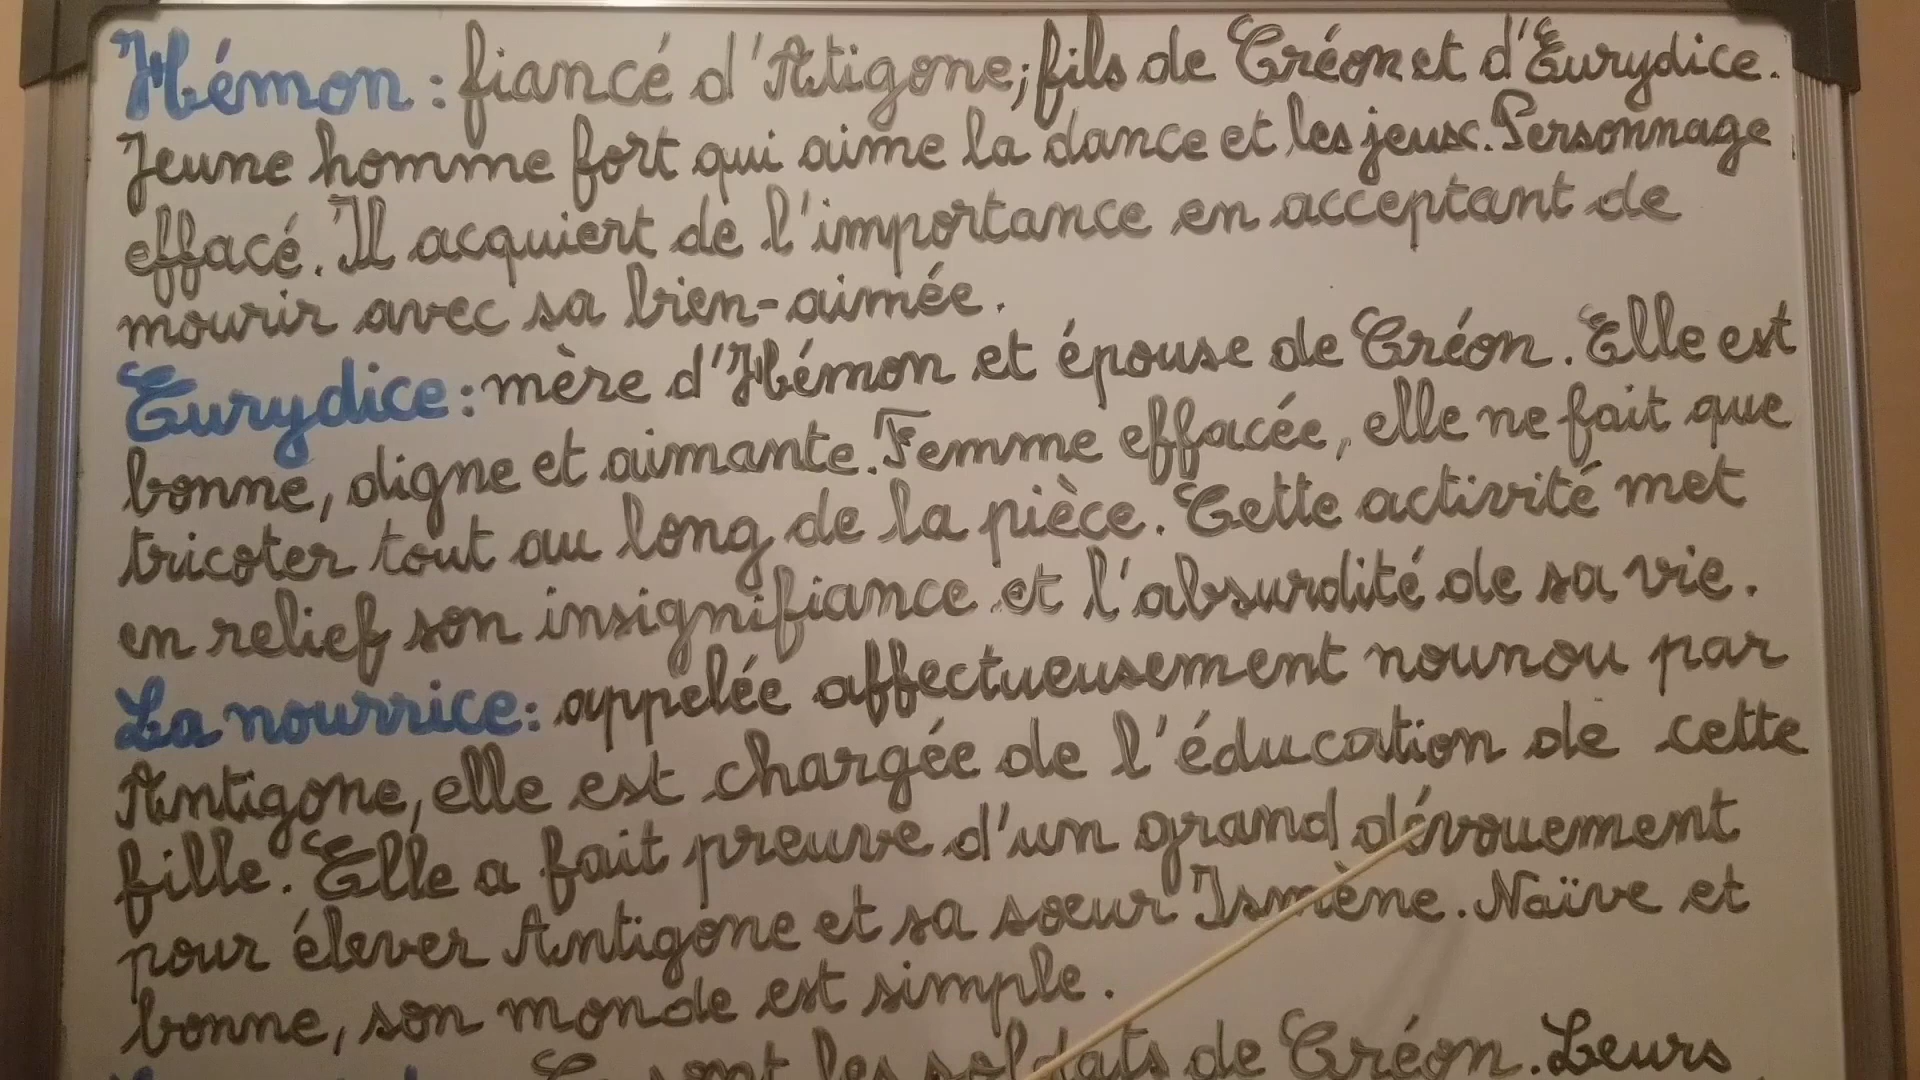 Hémon : fiancé d'Atigone; fils de Créon et d'Eurydice.
Jeune homme fort qui aime la dance et les jeux. Personnage
effacé. Il acquiert de l'importance en acceptant de
mourir avec sa bien-aimée.
Eurydice : mère d'Hémon et épouse de Créon. Elle est
bonne, digne et aimante. Femme effacée, elle ne fait que
tricoter tout au long de la pièce. Cette activité met
en relief son insignifiance et l'absurdité de sa vie.
La nourrice : appelée affectueusement nounou par
Antigone, elle est chargée de l'éducation de cette
fille. Elle a fait preuve d'un grand dévouement
pour élever Antigone et sa sœur Ismène. Naïve et
bonne, son monde est simple.
Ce sont les soldats de Créon. Leurs